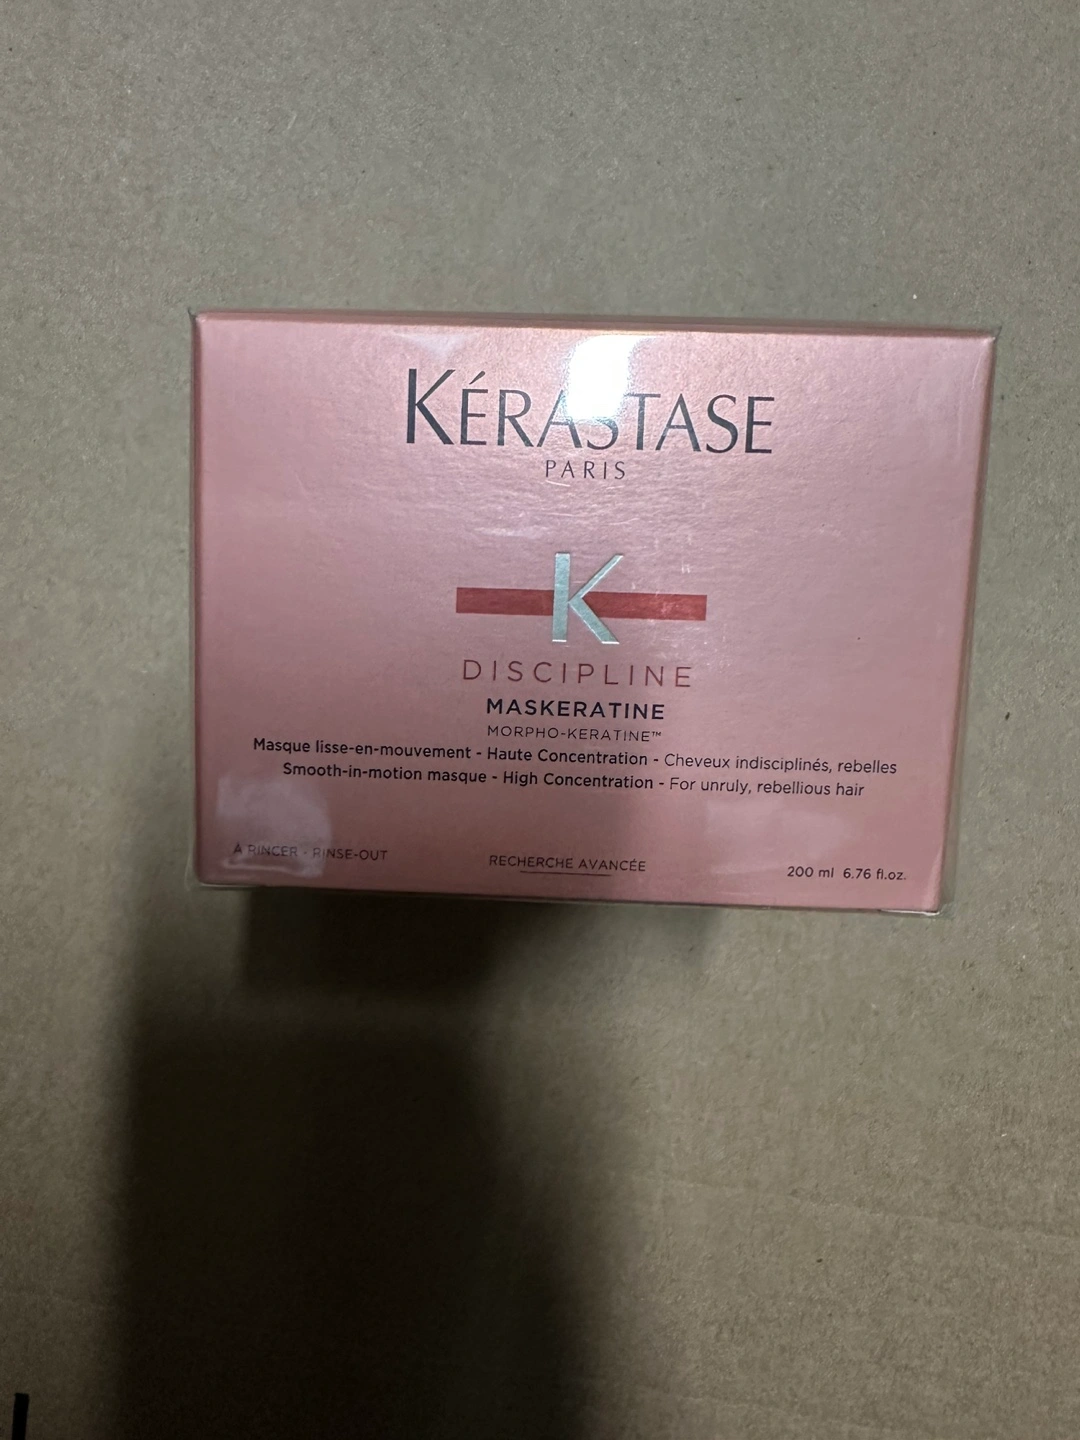 KÉRASTASE
PARIS
K
DISCIPLINE
MASKERATINE
MORPHO-KERATINE™
Masque lisse-en-mouvement - Haute Concentration - Cheveux indisciplinés, rebelles
Smooth-in-motion masque - High Concentration - For unruly, rebellious hair
À RINCER - RINSE-OUT
RECHERCHE AVANCÉE
200 ml 6.76 fl.oz.